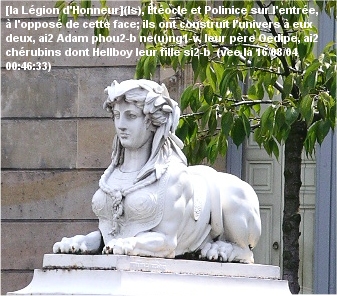 [la Légion d'Honneur](ls), Étéocle et Polinice sur l'entrée,
à l'opposé de cette face; ils ont construit l'univers à eux
deux, ai2 Adam phou2-b ne(u)ng1-w leur père Oedipe, ai2
chérubins dont Hellboy leur fille si2-b (vee la 16/08/04
00:46:33)